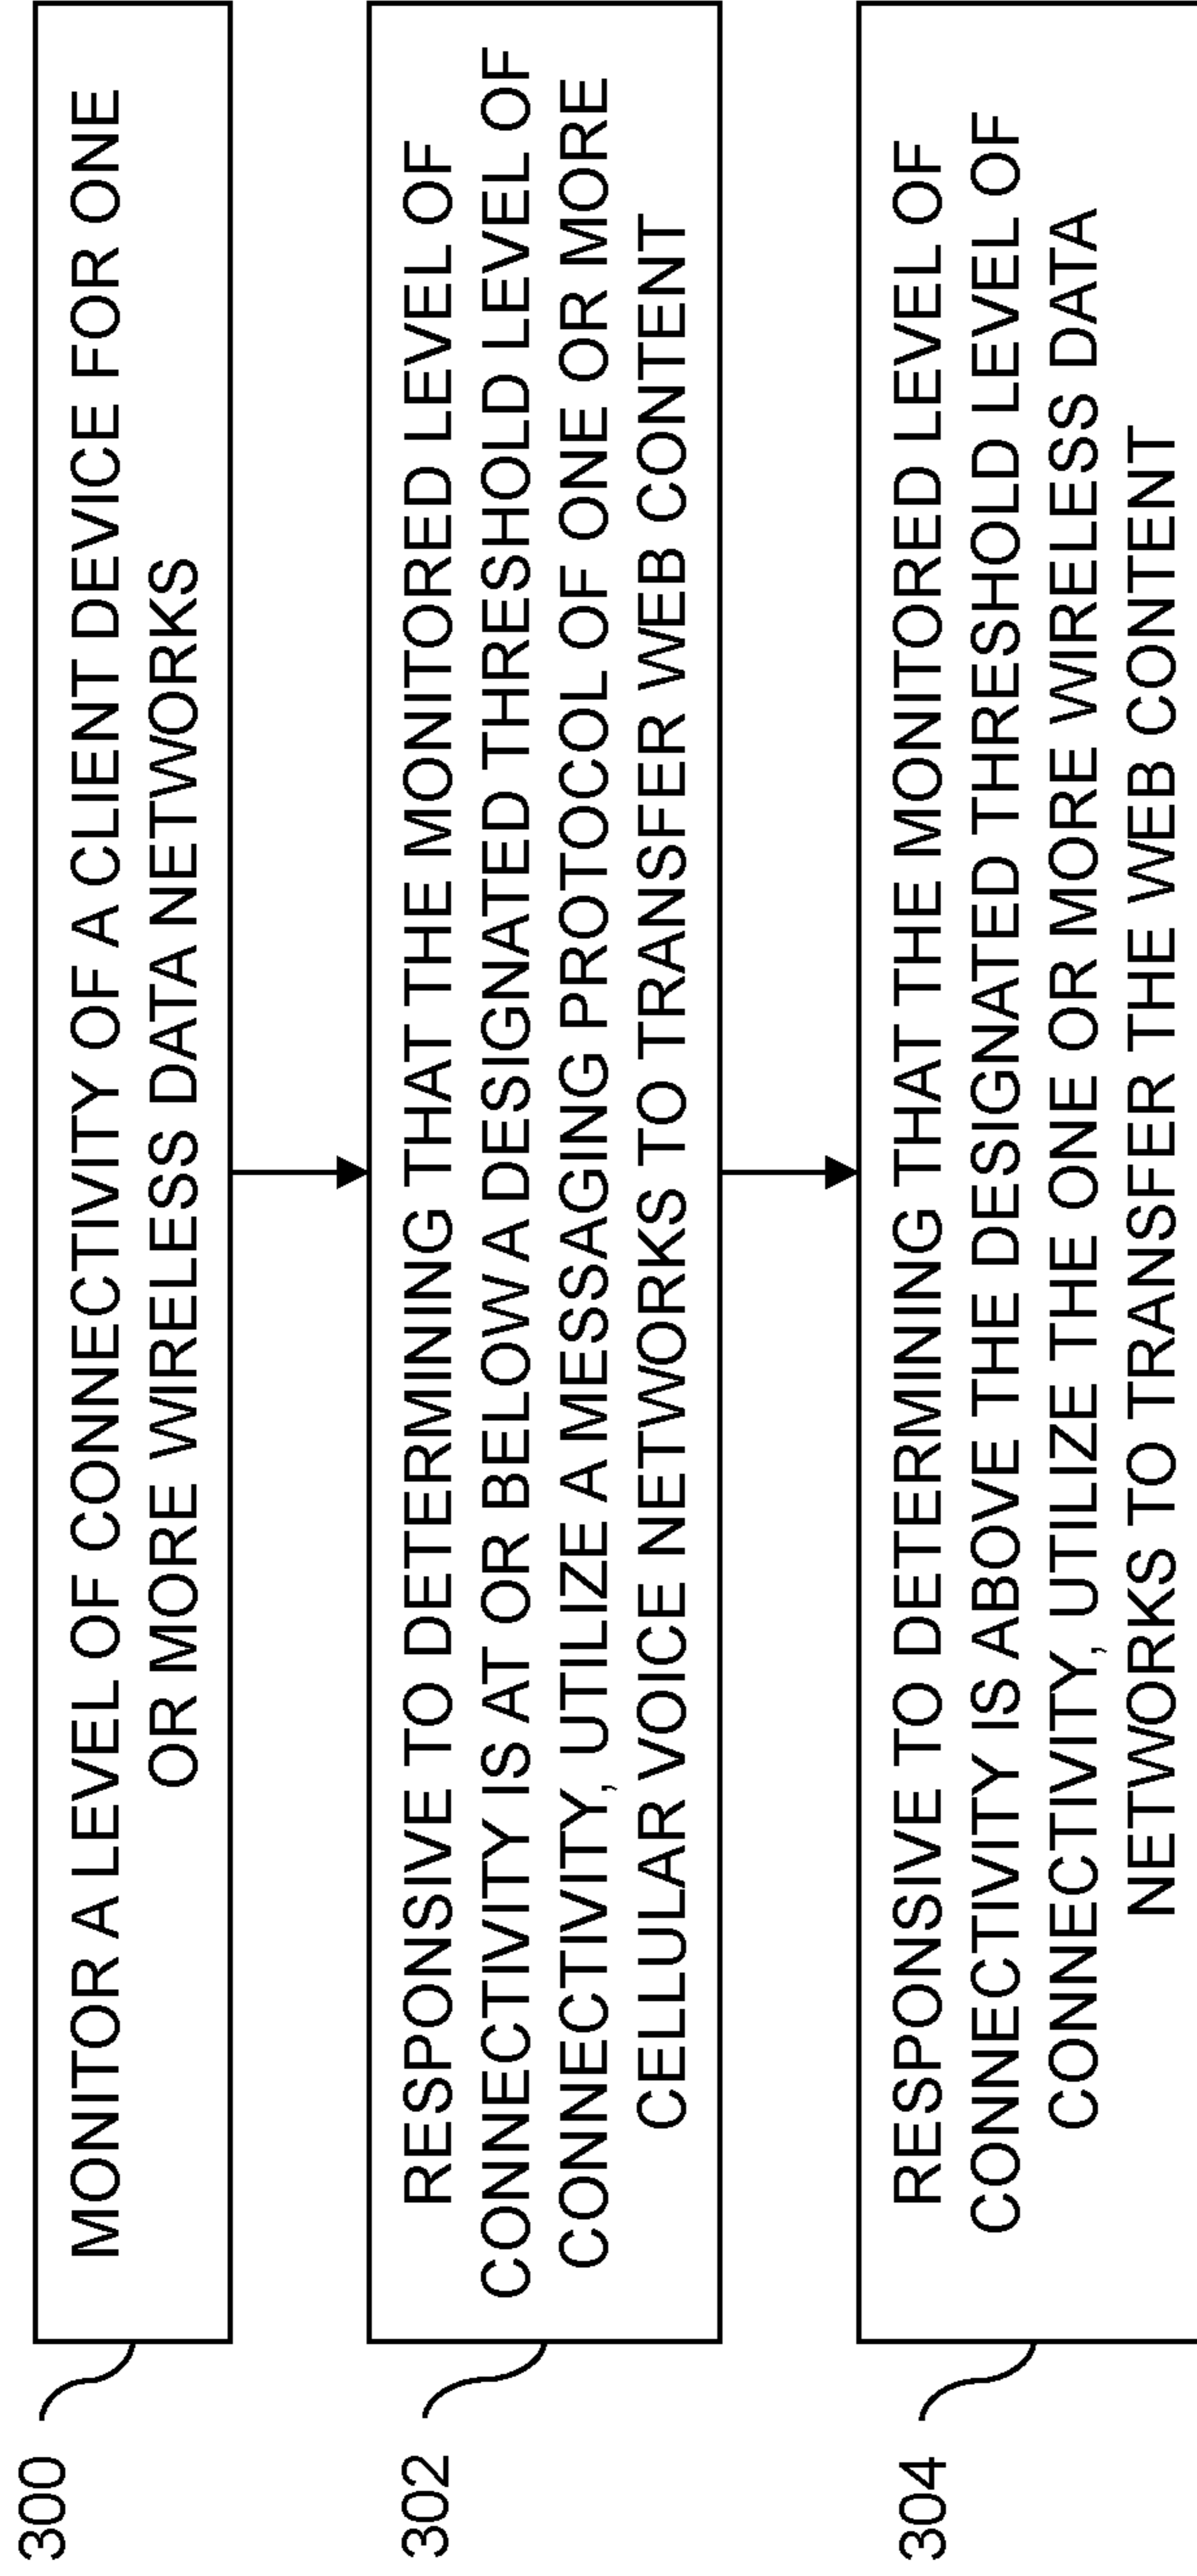 300
MONITOR A LEVEL OF CONNECTIVITY OF A CLIENT DEVICE FOR ONE
OR MORE WIRELESS DATA NETWORKS
302
RESPONSIVE TO DETERMINING THAT THE MONITORED LEVEL OF
CONNECTIVITY IS AT OR BELOW A DESIGNATED THRESHOLD LEVEL OF
CONNECTIVITY, UTILIZE A MESSAGING PROTOCOL OF ONE OR MORE
CELLULAR VOICE NETWORKS TO TRANSFER WEB CONTENT
304
RESPONSIVE TO DETERMINING THAT THE MONITORED LEVEL OF
CONNECTIVITY IS ABOVE THE DESIGNATED THRESHOLD LEVEL OF
CONNECTIVITY, UTILIZE THE ONE OR MORE WIRELESS DATA
NETWORKS TO TRANSFER THE WEB CONTENT